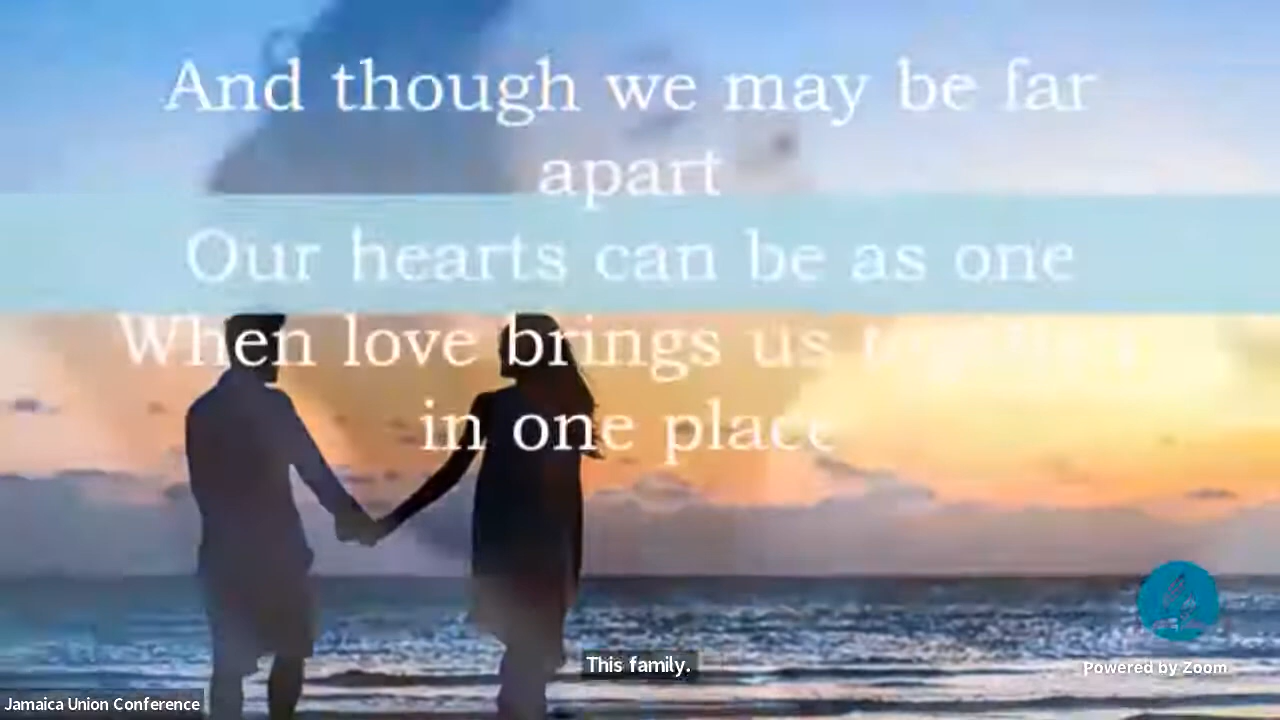 And though we may be far
apart
Our hearts can be as one
When love brings us
in one place
This family.
Powered by Zoom
Jamaica Union Conference